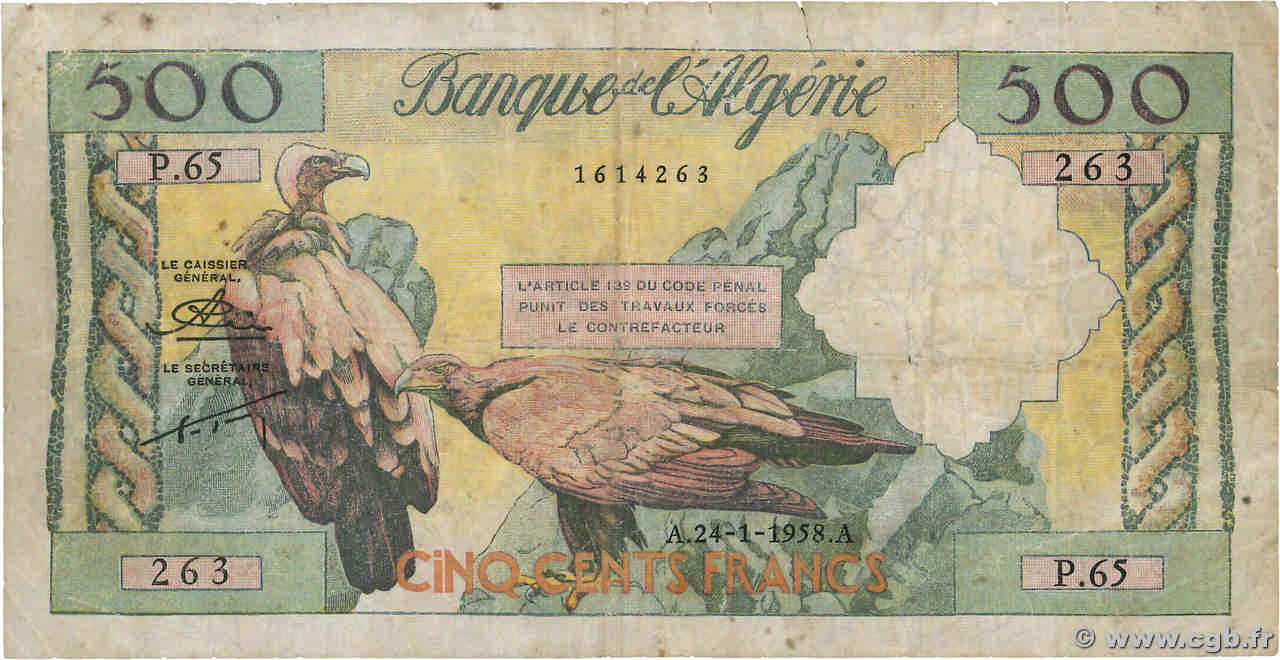 500
Banque de l'Algérie
500
P.65
1614263
263
LE CAISSIER
GÉNÉRAL,
L'ARTICLE 139 DU CODE PÉNAL
PUNIT DES TRAVAUX FORCÉS
LE CONTREFACTEUR
LE SECRÉTAIRE
GÉNÉRAL,
A.24-1-1958.A
CINQ CENTS FRANCS
263
P.65
© www.cgb.fr